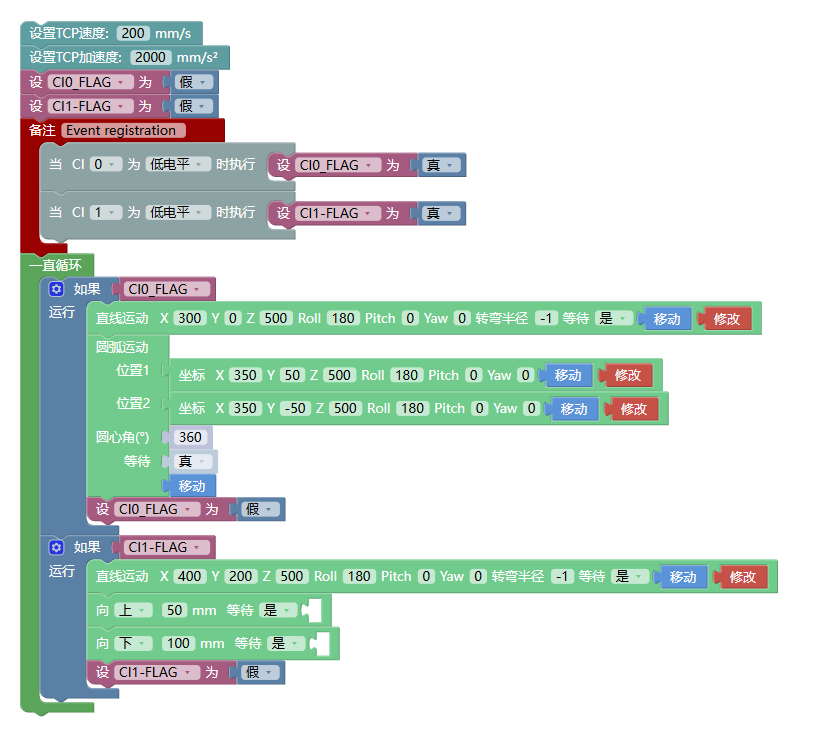 设置TCP速度: 200 mm/s
设置TCP加速度: 2000 mm/s²
设 CI0_FLAG 为 假
设 CI1-FLAG 为 假
备注 Event registration
当 CI 0 为 低电平 时执行 设 CI0_FLAG 为 真
当 CI 1 为 低电平 时执行 设 CI1-FLAG 为 真
一直循环
如果 CI0_FLAG
运行 直线运动 X 300 Y 0 Z 500 Roll 180 Pitch 0 Yaw 0 转弯半径 -1 等待 是 移动 修改
圆弧运动
位置1 坐标 X 350 Y 50 Z 500 Roll 180 Pitch 0 Yaw 0 移动 修改
位置2 坐标 X 350 Y -50 Z 500 Roll 180 Pitch 0 Yaw 0 移动 修改
圆心角(°) 360
等待 真
移动
设 CI0_FLAG 为 假
如果 CI1-FLAG
运行 直线运动 X 400 Y 200 Z 500 Roll 180 Pitch 0 Yaw 0 转弯半径 -1 等待 是 移动 修改
向 上 50 mm 等待 是
向 下 100 mm 等待 是
设 CI1-FLAG 为 假